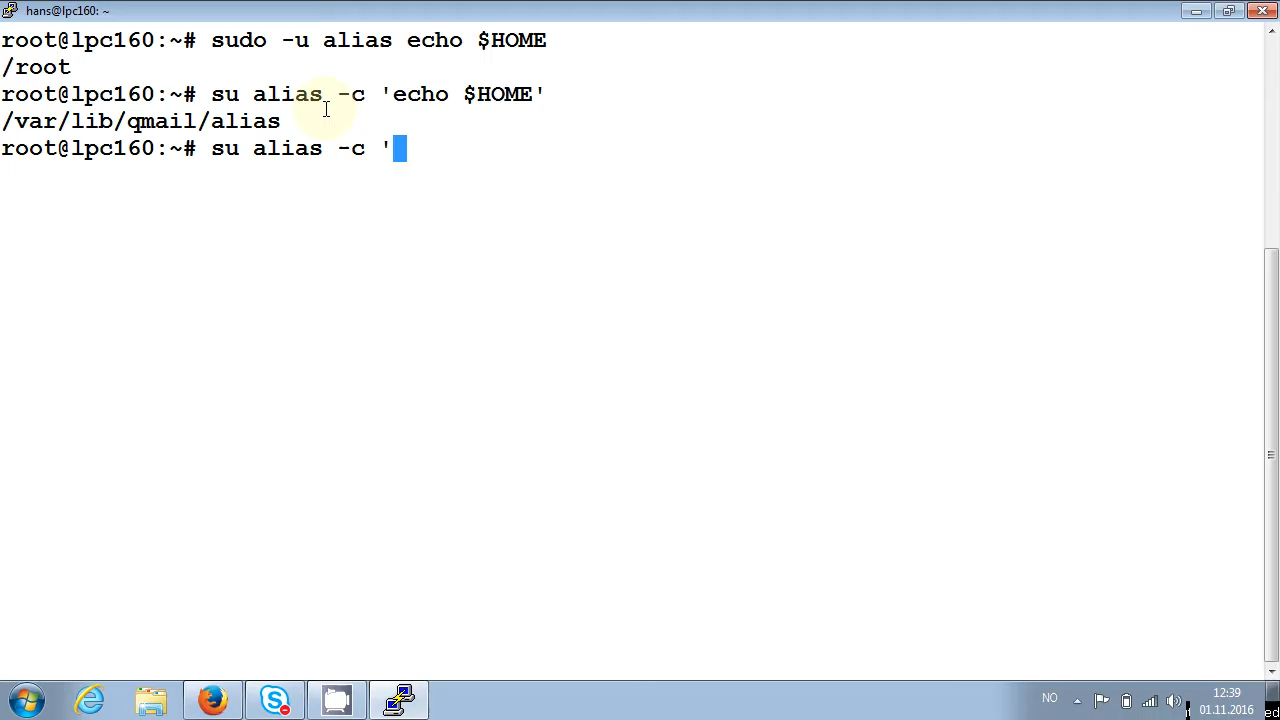 hans@lpc160: ~
root@lpc160:~# sudo -u alias echo $HOME
/root
root@lpc160:~# su alias -c 'echo $HOME'
/var/lib/qmail/alias
root@lpc160:~# su alias -c '
NO
12:39
01.11.2016